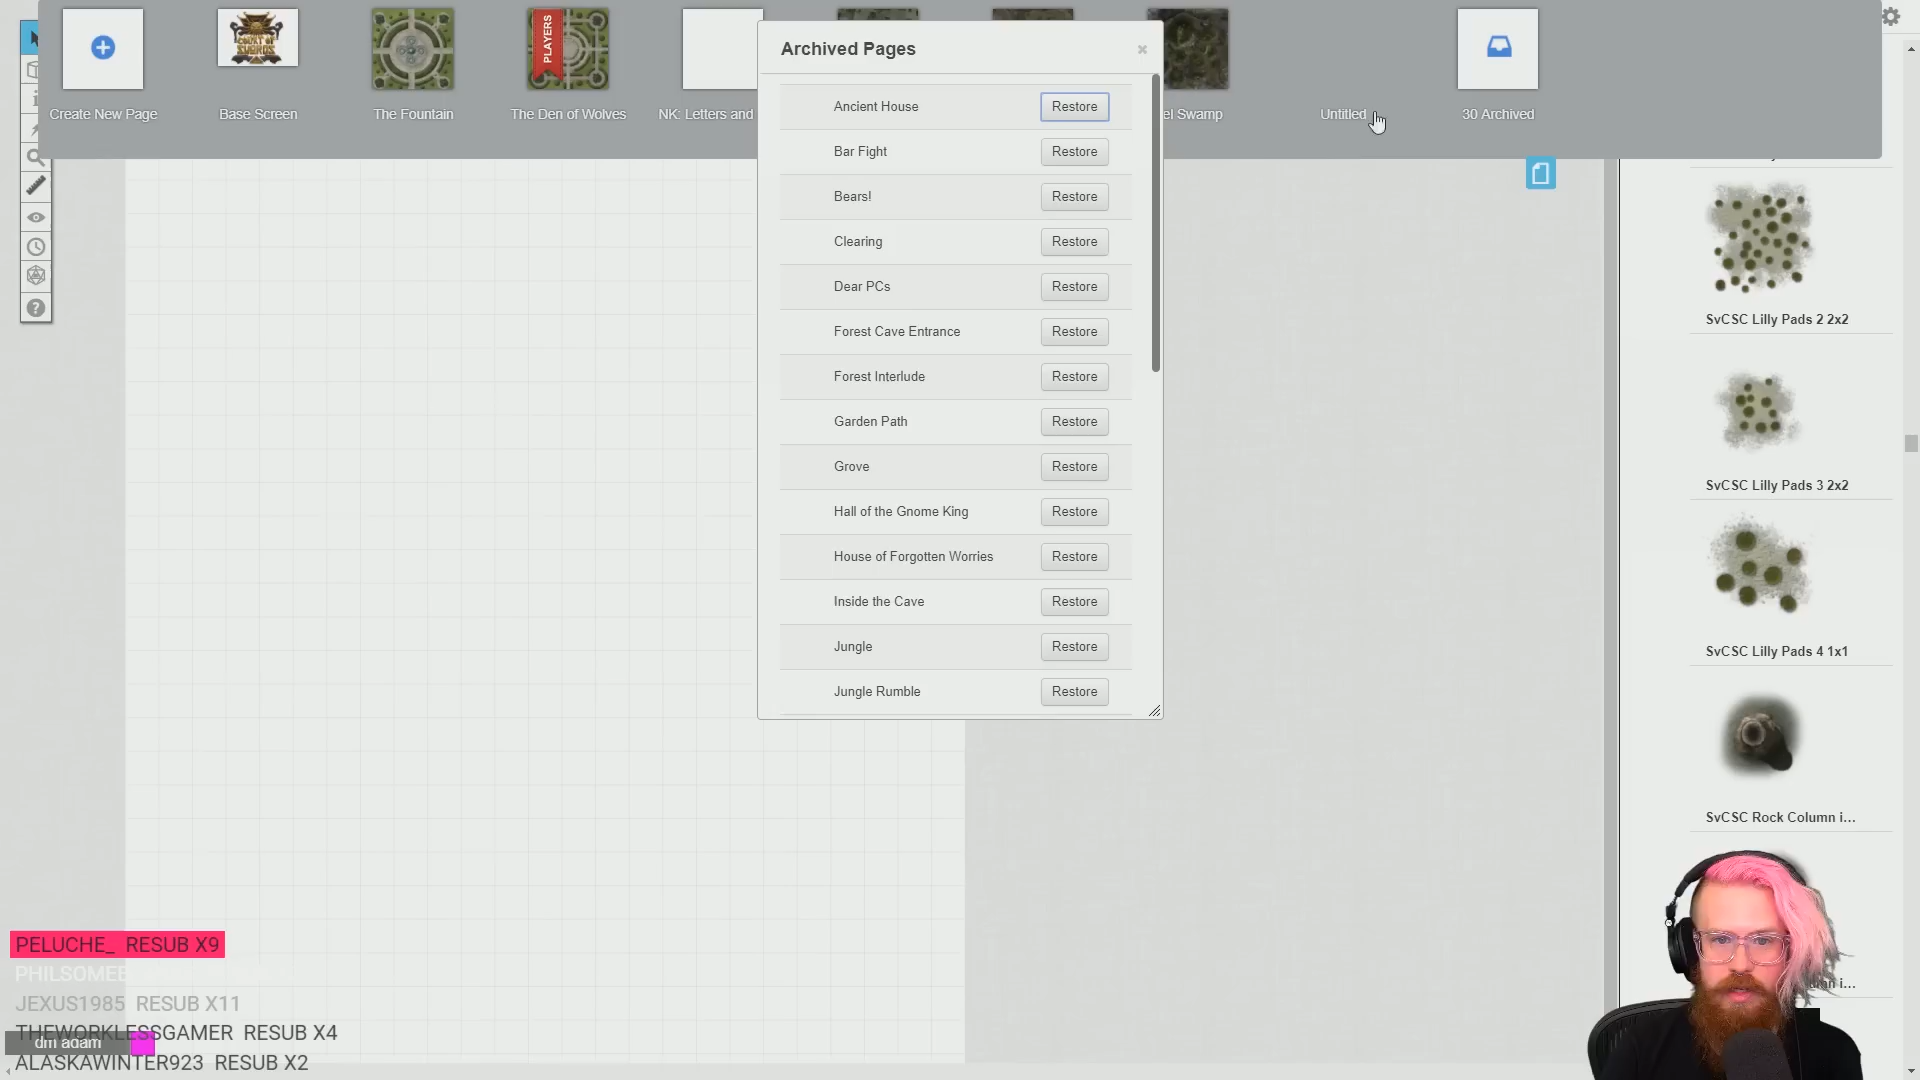 Create New Page
Base Screen
COURT OF SWORDS
The Fountain
The Den of Wolves
PLAYERS
NK: Letters and
el Swamp
Untitled
30 Archived
Archived Pages
×
Ancient House Restore
Bar Fight Restore
Bears! Restore
Clearing Restore
Dear PCs Restore
Forest Cave Entrance Restore
Forest Interlude Restore
Garden Path Restore
Grove Restore
Hall of the Gnome King Restore
House of Forgotten Worries Restore
Inside the Cave Restore
Jungle Restore
Jungle Rumble Restore
SvCSC Lilly Pads 2 2x2
SvCSC Lilly Pads 3 2x2
SvCSC Lilly Pads 4 1x1
SvCSC Rock Column i...
PELUCHE_ RESUB X9
JEXUS1985 RESUB X11
THEWORKLESSGAMER RESUB X4
dm adam
ALASKAWINTER923 RESUB X2